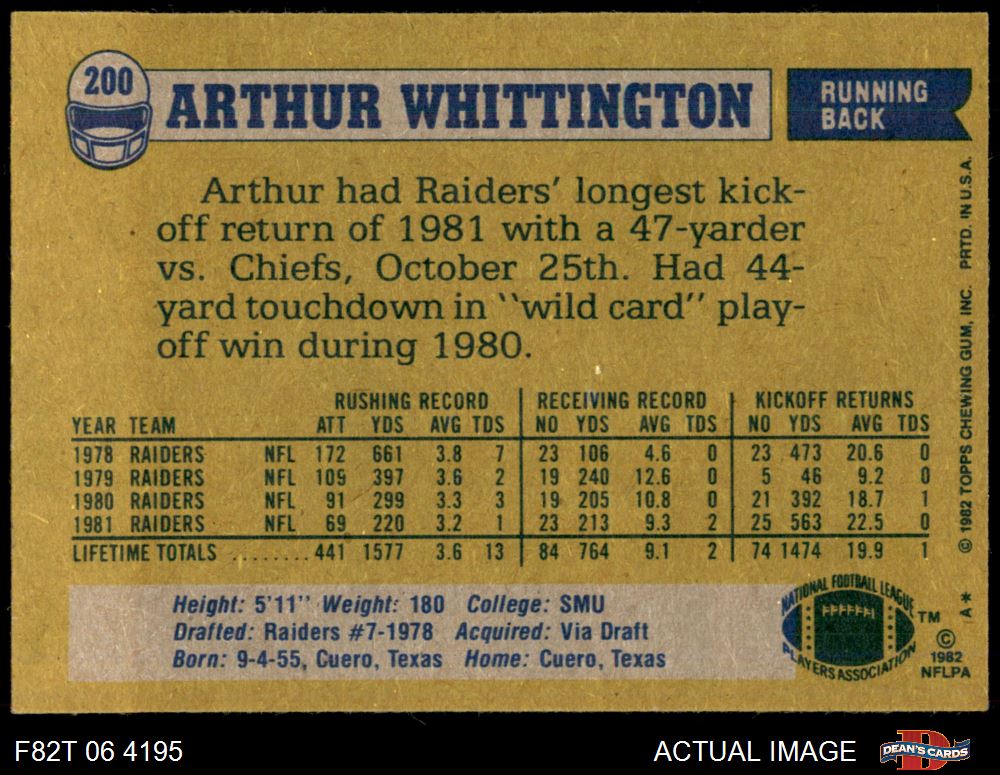 200
ARTHUR WHITTINGTON
RUNNING
BACK
Arthur had Raiders' longest kick-
off return of 1981 with a 47-yarder
vs. Chiefs, October 25th. Had 44-
yard touchdown in "wild card" play-
off win during 1980.
RUSHING RECORD RECEIVING RECORD KICKOFF RETURNS
YEAR TEAM ATT YDS AVG TDS NO YDS AVG TDS NO YDS AVG TDS
1978 RAIDERS NFL 172 661 3.8 7 23 106 4.6 0 23 473 20.6 0
1979 RAIDERS NFL 109 397 3.6 2 19 240 12.6 0 5 46 9.2 0
1980 RAIDERS NFL 91 299 3.3 3 19 205 10.8 0 21 392 18.7 1
1981 RAIDERS NFL 69 220 3.2 1 23 213 9.3 2 25 563 22.5 0
LIFETIME TOTALS ......... 441 1577 3.6 13 84 764 9.1 2 74 1474 19.9 1
Height: 5'11" Weight: 180 College: SMU
Drafted: Raiders #7-1978 Acquired: Via Draft
Born: 9-4-55, Cuero, Texas Home: Cuero, Texas
NATIONAL FOOTBALL LEAGUE
PLAYERS ASSOCIATION
TM
©
1982
NFLPA
© 1982 TOPPS CHEWING GUM, INC. PRTD. IN U.S.A.
A*
F82T 06 4195
ACTUAL IMAGE
D
DEAN'S CARDS